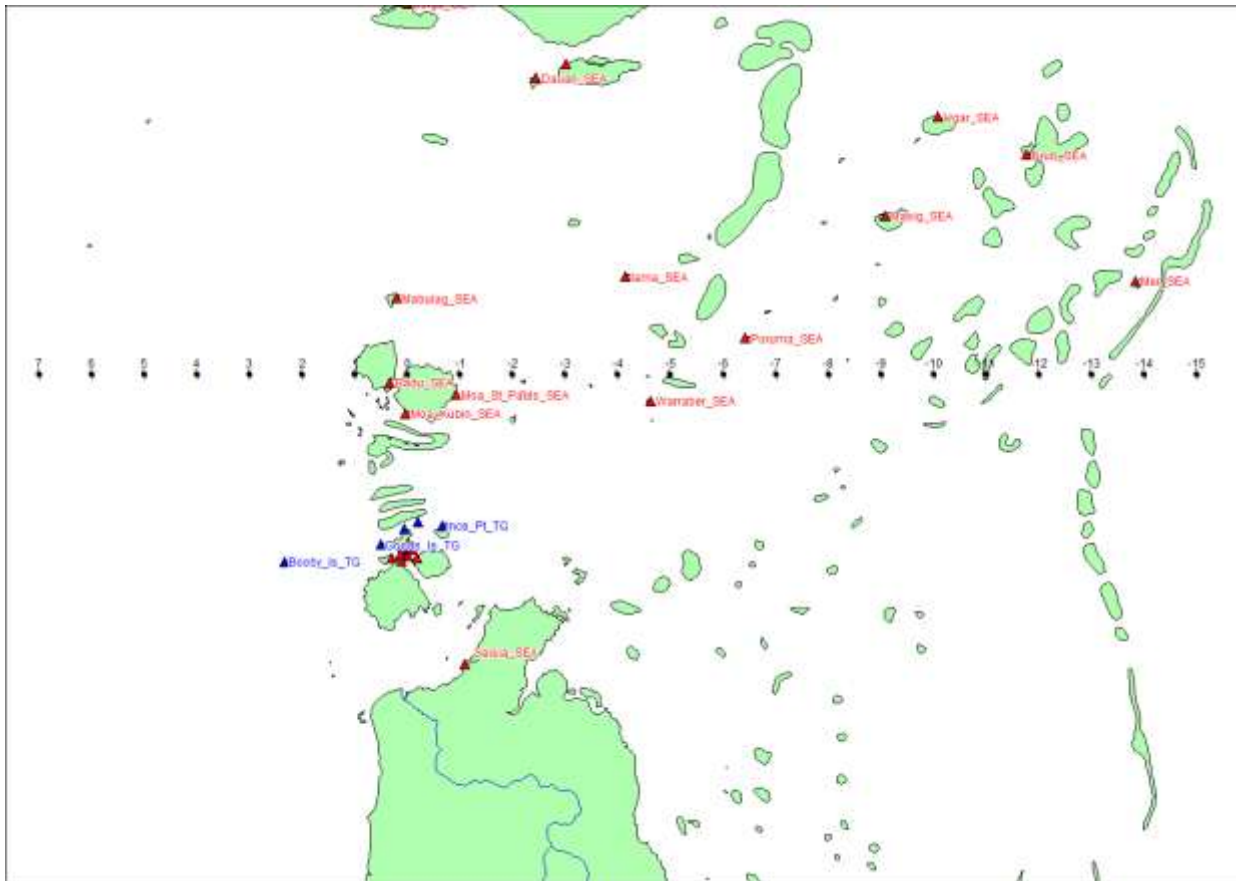 Dauan_SEA
Ugar_SEA
Erub_SEA
Masig_SEA
Iama_SEA
Mer_SEA
Mabuiag_SEA
Poruma_SEA
7 -6 -5 -4 -3 -2 -1 0 -1 -2 -3 -4 -5 -6 -7 -8 -9 -10 -11 -12 -13 -14 -15
Badu_SEA
Moa_St_Pauls_SEA
Warraber_SEA
Moa_Kubin_SEA
Ince_Pt_TG
Goods_Is_TG
Booby_Is_TG
Seisia_SEA